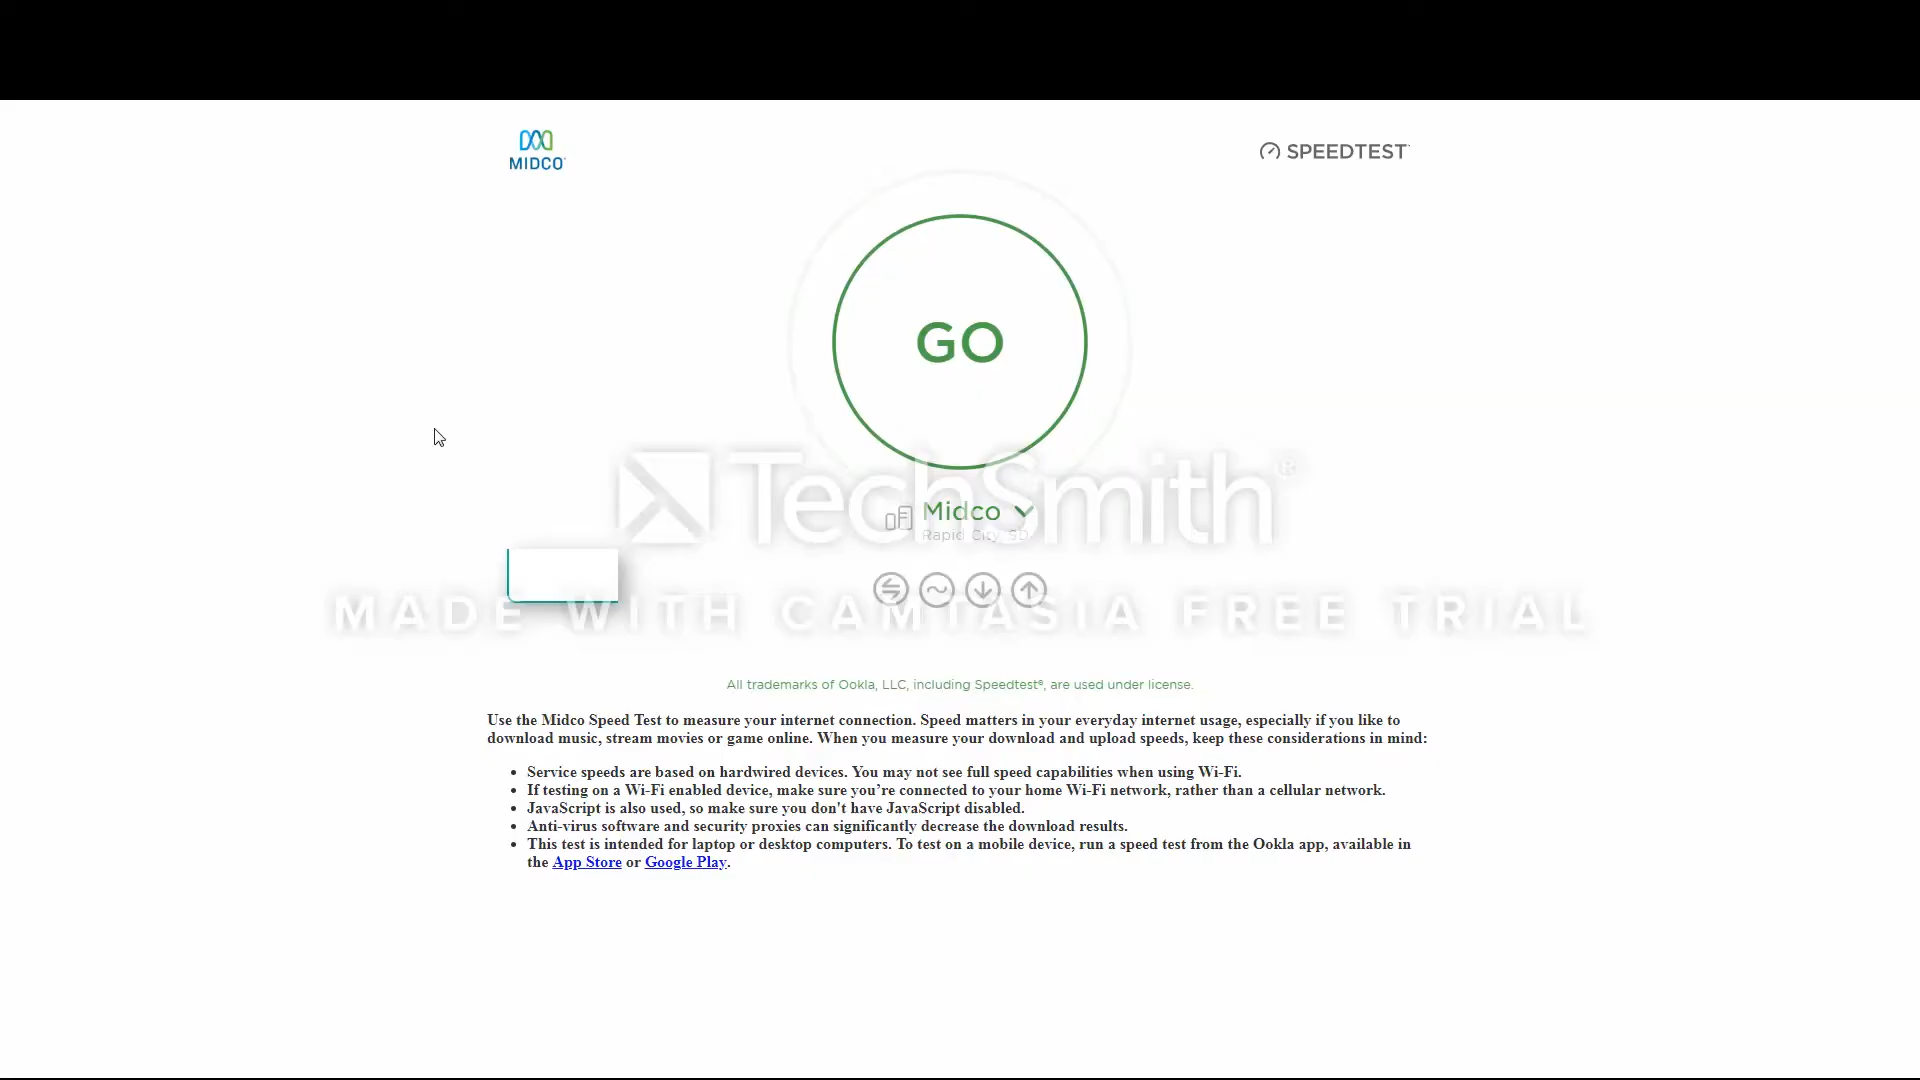 MIDCO
SPEEDTEST
GO
TechSmith®
Midco
Rapid City, SD
MADE WITH CAMTASIA FREE TRIAL
All trademarks of Ookla, LLC, including Speedtest®, are used under license.
Use the Midco Speed Test to measure your internet connection. Speed matters in your everyday internet usage, especially if you like to
download music, stream movies or game online. When you measure your download and upload speeds, keep these considerations in mind:
• Service speeds are based on hardwired devices. You may not see full speed capabilities when using Wi-Fi.
• If testing on a Wi-Fi enabled device, make sure you’re connected to your home Wi-Fi network, rather than a cellular network.
• JavaScript is also used, so make sure you don't have JavaScript disabled.
• Anti-virus software and security proxies can significantly decrease the download results.
• This test is intended for laptop or desktop computers. To test on a mobile device, run a speed test from the Ookla app, available in
the App Store or Google Play.